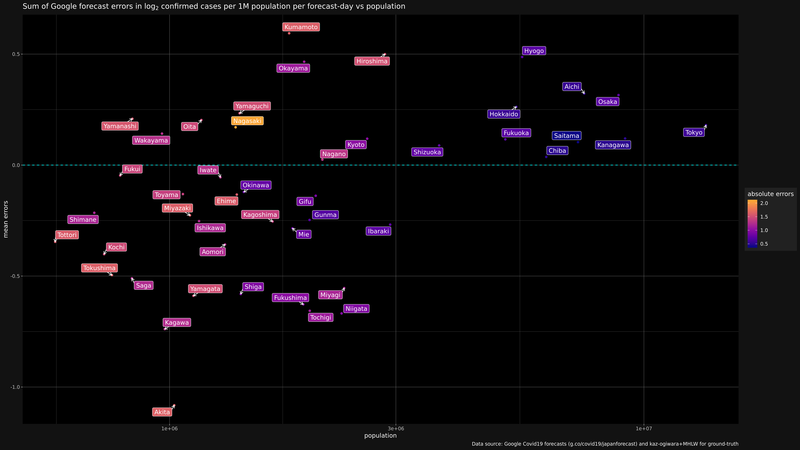 Sum of Google forecast errors in log₂ confirmed cases per 1M population per forecast-day vs population
Kumamoto
0.5
Hyogo
Hiroshima
Okayama
Aichi
Osaka
Yamaguchi
Hokkaido
Nagasaki
Yamanashi
Oita
Fukuoka
Tokyo
Saitama
Wakayama
Kyoto
Kanagawa
Nagano
Shizuoka
Chiba
0.0
Fukui
Iwate
Okinawa
Toyama
Ehime
Gifu
absolute errors
2.0
1.5
1.0
0.5
Miyazaki
Kagoshima
Gunma
Shimane
Ishikawa
Ibaraki
Tottori
Mie
Kochi
Aomori
mean errors
Tokushima
-0.5
Saga
Shiga
Yamagata
Miyagi
Fukushima
Niigata
Tochigi
Kagawa
-1.0
Akita
1e+06
3e+06
1e+07
population
Data source: Google Covid19 forecasts (g.co/covid19/japanforecast) and kaz-ogiwara+MHLW for ground-truth